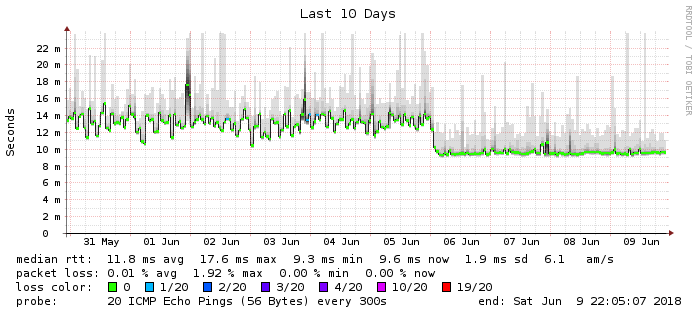 Last 10 Days
RRDTOOL / TOBI OETIKER
Seconds
22 m
20 m
18 m
16 m
14 m
12 m
10 m
8 m
6 m
4 m
2 m
0
31 May 01 Jun 02 Jun 03 Jun 04 Jun 05 Jun 06 Jun 07 Jun 08 Jun 09 Jun
median rtt: 11.8 ms avg 17.6 ms max 9.3 ms min 9.6 ms now 1.9 ms sd 6.1 am/s
packet loss: 0.01 % avg 1.92 % max 0.00 % min 0.00 % now
loss color: 0 1/20 2/20 3/20 4/20 10/20 19/20
probe: 20 ICMP Echo Pings (56 Bytes) every 300s end: Sat Jun 9 22:05:07 2018